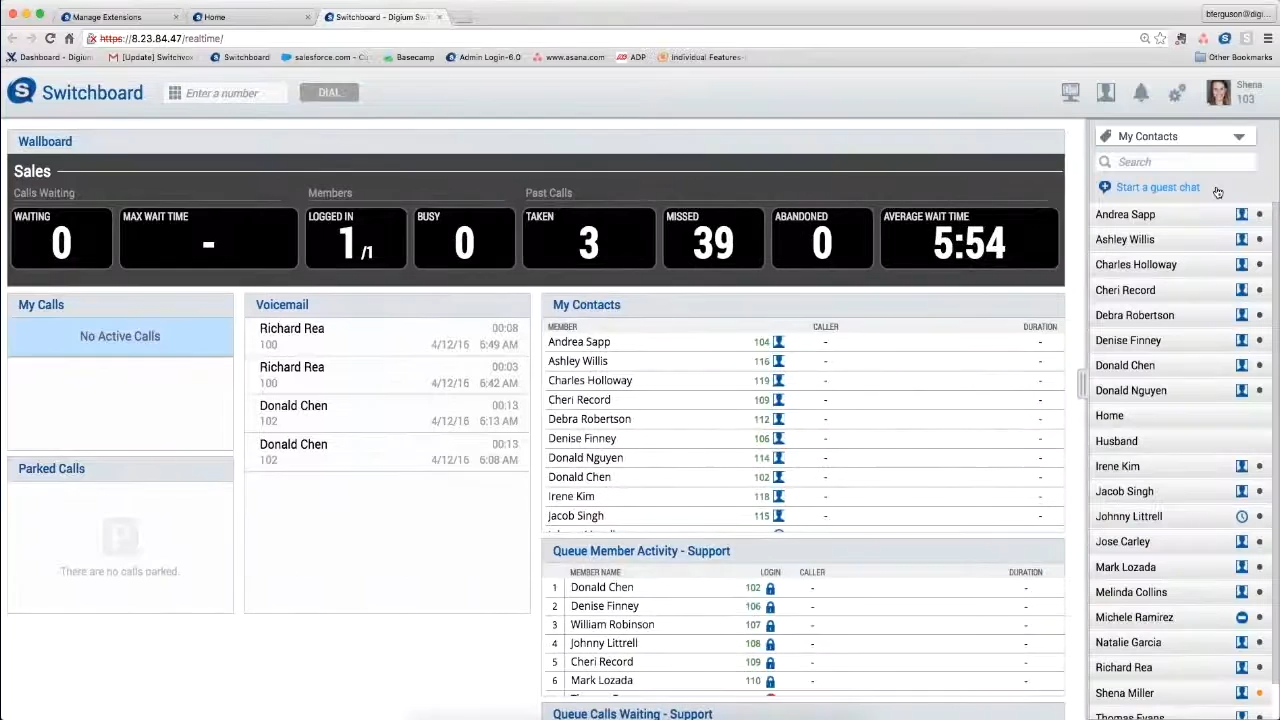 Manage Extensions
Home
Switchboard - Digium Sw
bferguson@digi...
https://8.23.84.47/realtime/
Dashboard - Digium
[Update] Switchvox
Switchboard
salesforce.com - Cu
Basecamp
Admin Login-6.0
www.asana.com
ADP
Individual Features-
Other Bookmarks
Switchboard
Enter a number
DIAL
Shena
103
Wallboard
Sales
Calls Waiting
Members
Past Calls
WAITING
0
MAX WAIT TIME
-
LOGGED IN
1 /1
BUSY
0
TAKEN
3
MISSED
39
ABANDONED
0
AVERAGE WAIT TIME
5:54
My Calls
No Active Calls
Parked Calls
There are no calls parked.
Voicemail
Richard Rea 00:08
100 4/12/16 6:49 AM
Richard Rea 00:03
100 4/12/16 6:42 AM
Donald Chen 00:13
102 4/12/16 6:13 AM
Donald Chen 00:13
102 4/12/16 6:08 AM
My Contacts
MEMBER CALLER DURATION
Andrea Sapp 104 - -
Ashley Willis 116 - -
Charles Holloway 119 - -
Cheri Record 109 - -
Debra Robertson 112 - -
Denise Finney 106 - -
Donald Nguyen 114 - -
Donald Chen 102 - -
Irene Kim 118 - -
Jacob Singh 115 - -
Queue Member Activity - Support
MEMBER NAME LOGIN CALLER DURATION
1 Donald Chen 102 - -
2 Denise Finney 106 - -
3 William Robinson 107 - -
4 Johnny Littrell 108 - -
5 Cheri Record 109 - -
6 Mark Lozada 110 - -
Queue Calls Waiting - Support
My Contacts
Search
Start a guest chat
Andrea Sapp
Ashley Willis
Charles Holloway
Cheri Record
Debra Robertson
Denise Finney
Donald Chen
Donald Nguyen
Home
Husband
Irene Kim
Jacob Singh
Johnny Littrell
Jose Carley
Mark Lozada
Melinda Collins
Michele Ramirez
Natalie Garcia
Richard Rea
Shena Miller
Thomas Evans